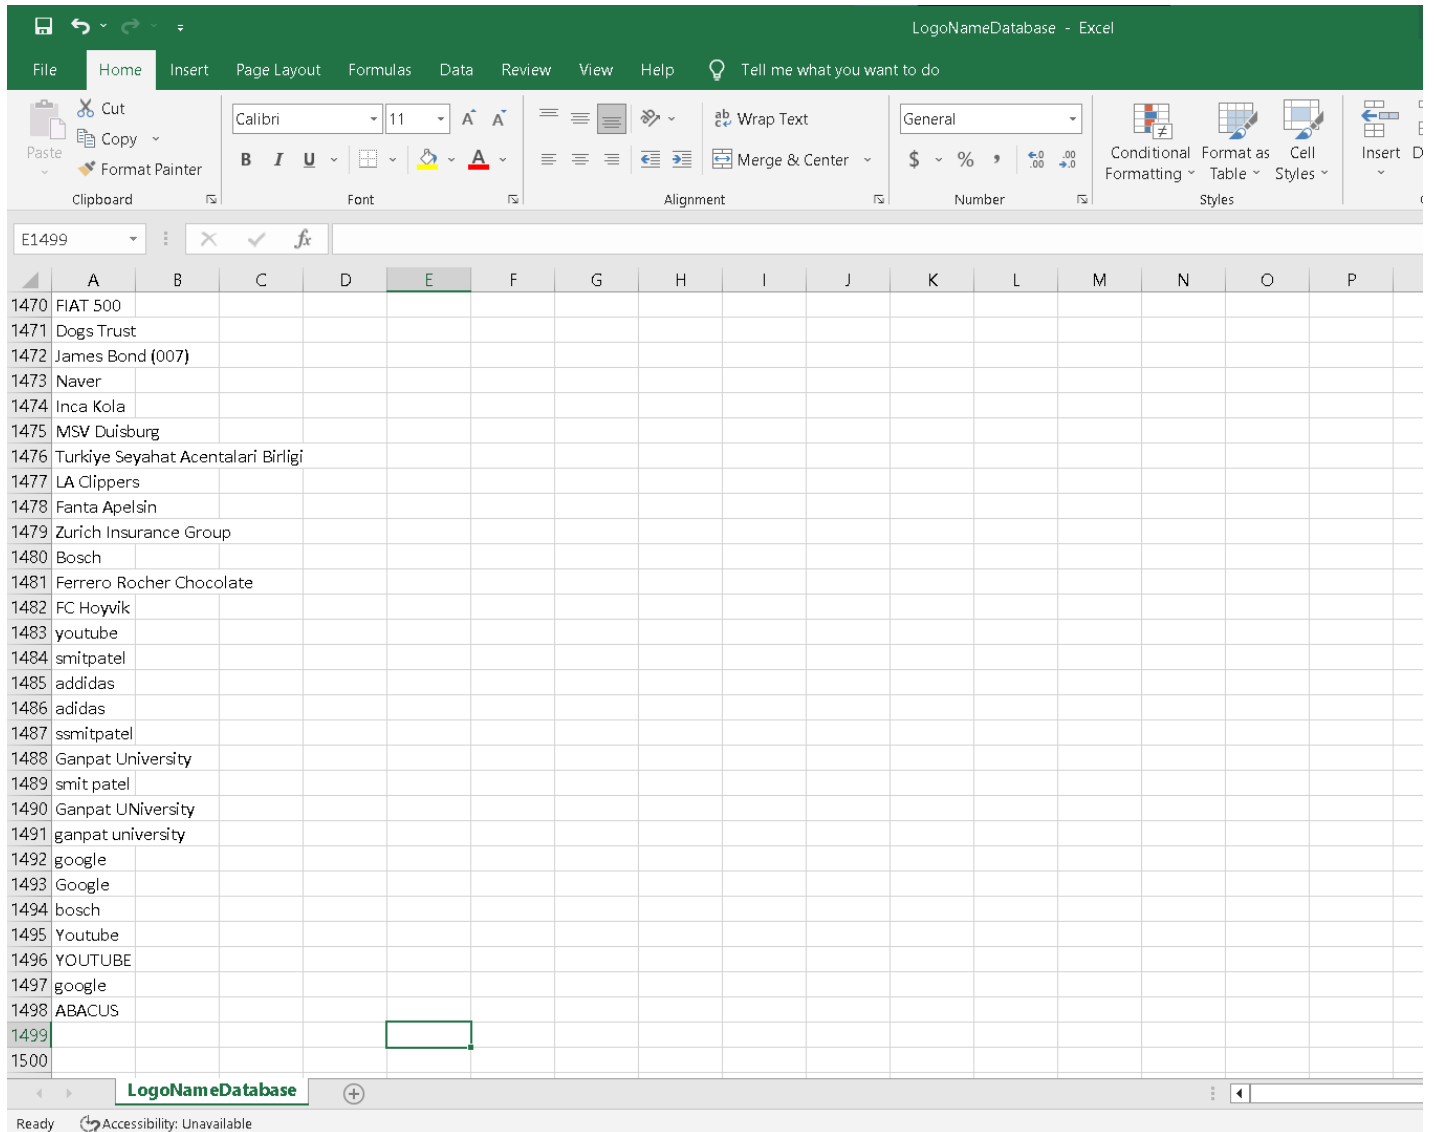 LogoNameDatabase - Excel
File Home Insert Page Layout Formulas Data Review View Help Tell me what you want to do
Cut
Copy
Paste
Format Painter
Clipboard
Calibri 11 A A
B I U A
Font
ab Wrap Text
Merge & Center
Alignment
General
$ % , .0 .00 .00 .0
Number
Conditional Formatting
Format as Table
Cell Styles
Styles
Insert D
E1499 fx
A B C D E F G H I J K L M N O P
1470 FIAT 500
1471 Dogs Trust
1472 James Bond (007)
1473 Naver
1474 Inca Kola
1475 MSV Duisburg
1476 Turkiye Seyahat Acentalari Birligi
1477 LA Clippers
1478 Fanta Apelsin
1479 Zurich Insurance Group
1480 Bosch
1481 Ferrero Rocher Chocolate
1482 FC Hoyvik
1483 youtube
1484 smitpatel
1485 addidas
1486 adidas
1487 ssmitpatel
1488 Ganpat University
1489 smit patel
1490 Ganpat UNiversity
1491 ganpat university
1492 google
1493 Google
1494 bosch
1495 Youtube
1496 YOUTUBE
1497 google
1498 ABACUS
1499
1500
LogoNameDatabase
Ready Accessibility: Unavailable